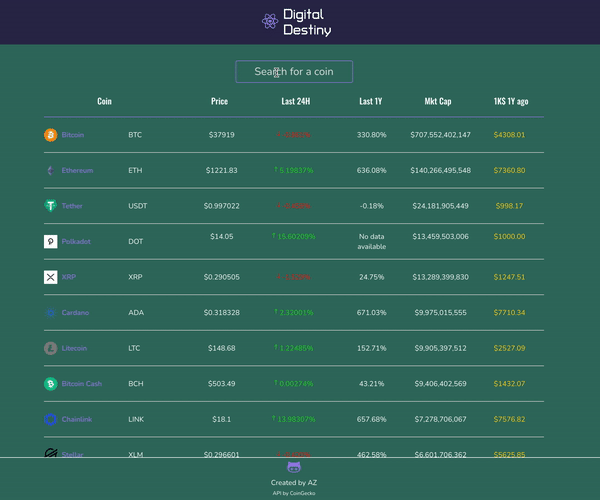 Digital
Destiny
Search for a coin
Coin Price Last 24H Last 1Y Mkt Cap 1K$ 1Y ago
Bitcoin BTC $37919 330.80% $707,552,402,147 $4308.01
Ethereum ETH $1221.83 ↑ 5.19837% 636.08% $140,266,495,548 $7360.80
Tether USDT $0.997022 -0.18% $24,181,905,449 $998.17
Polkadot DOT $14.05 ↑ 15.60209% No data $13,459,503,006 $1000.00
available
XRP XRP $0.290505 24.75% $13,289,399,830 $1247.51
Cardano ADA $0.318328 ↑ 2.32001% 671.03% $9,975,015,555 $7710.34
Litecoin LTC $148.68 ↑ 1.22485% 152.71% $9,905,397,512 $2527.09
Bitcoin Cash BCH $503.49 ↑ 0.00274% 43.21% $9,406,402,569 $1432.07
Chainlink LINK $18.1 ↑ 13.98307% 657.68% $7,278,706,067 $7576.82
Stellar XLM $0.296601 462.58% $6,601,706,362 $5625.85
Created by AZ
API by CoinGecko